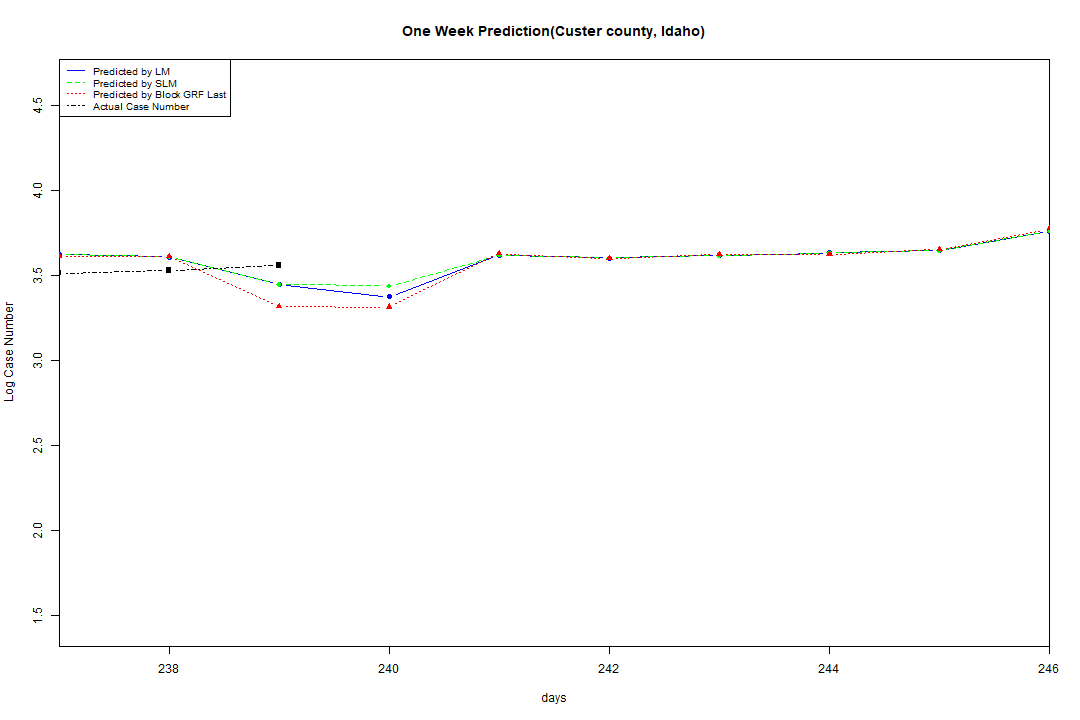 One Week Prediction(Custer county, Idaho)
Predicted by LM
Predicted by SLM
Predicted by Block GRF Last
Actual Case Number
4.5
4.0
3.5
3.0
2.5
2.0
1.5
Log Case Number
238
240
242
244
246
days